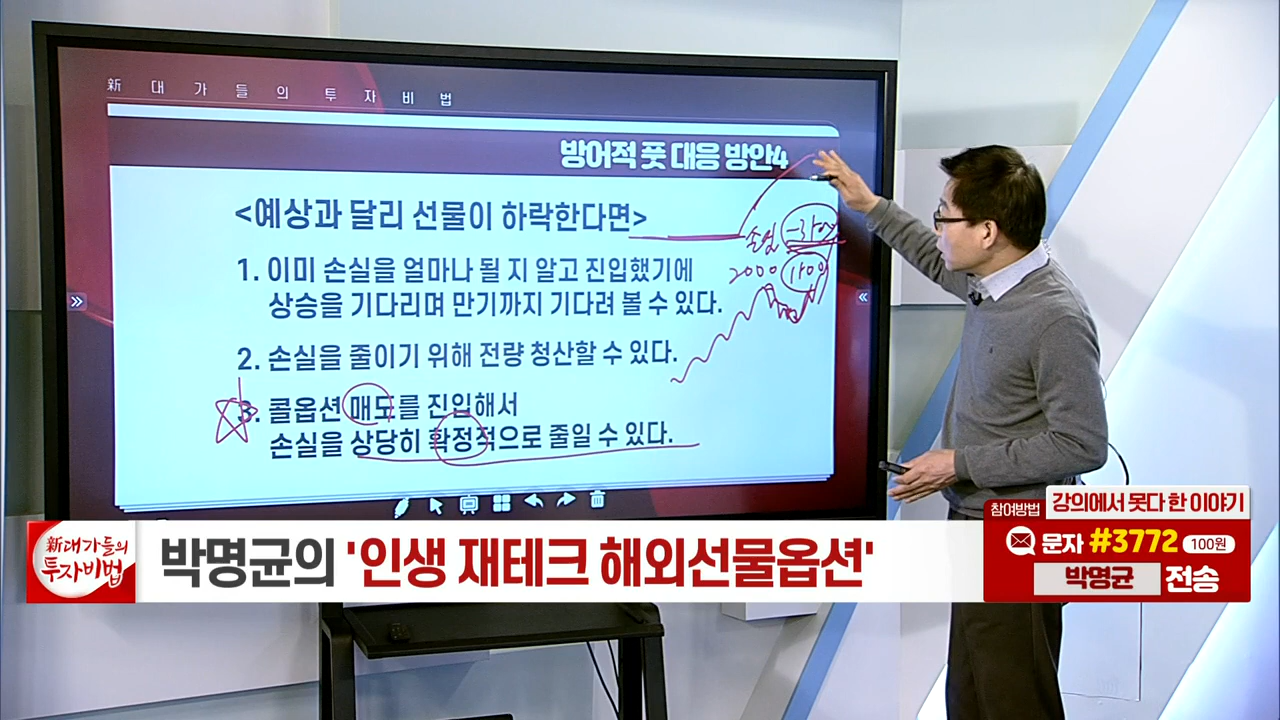 新 대가들의 투자비법
방어적 풋 대응 방안4
<예상과 달리 선물이 하락한다면>
1. 이미 손실을 얼마나 될 지 알고 진입했기에
상승을 기다리며 만기까지 기다려 볼 수 있다.
2. 손실을 줄이기 위해 전량 청산할 수 있다.
3. 콜옵션 매도를 진입해서
손실을 상당히 확정적으로 줄일 수 있다.
2000
»
«
참여방법
강의에서 못다 한 이야기
문자 #3772 100원
박명균 전송
新대가들의
투자비법
박명균의 '인생 재테크 해외선물옵션'